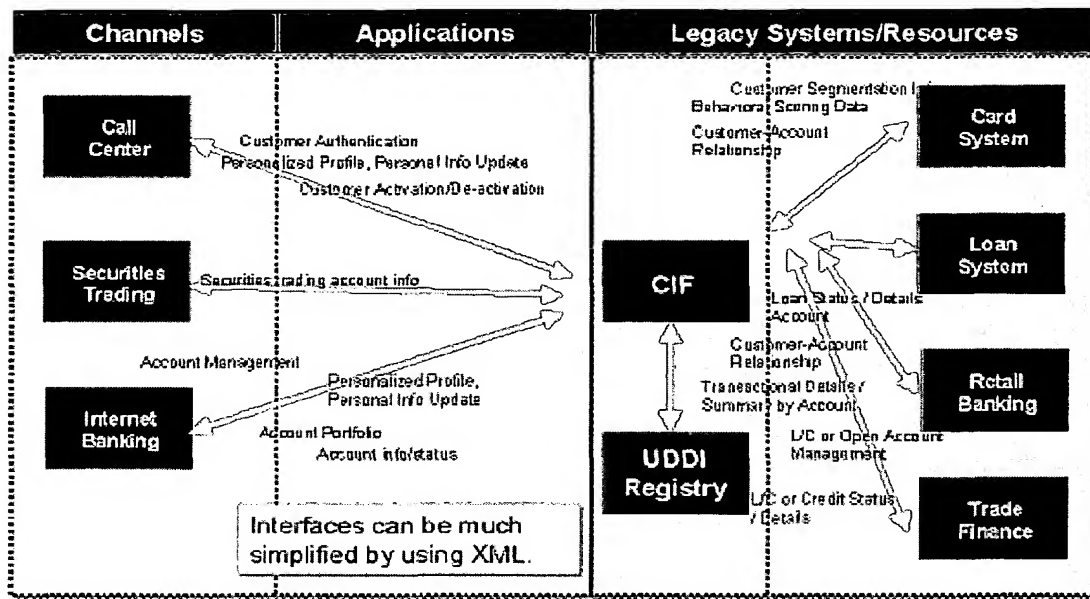 Channels
Applications
Legacy Systems/Resources
Call
Center
Customer Authentication
Personalized Profile, Personal Info Update
Customer Activation/De-activation
Securities
Trading
Securities trading account info
Account Management
Internet
Banking
Personalized Profile,
Personal Info Update
Account Portfolio
Account info/status
Interfaces can be much
simplified by using XML.
CIF
UDDI
Registry
Customer Segmentation
Behavioral Scoring Data
Customer-Account
Relationship
Card
System
Loan
System
Loan Status / Details
Account
Customer-Account
Relationship
Transactional Details /
Summary by Account
Retail
Banking
L/C or Open Account
Management
L/C or Credit Status
/ Details
Trade
Finance